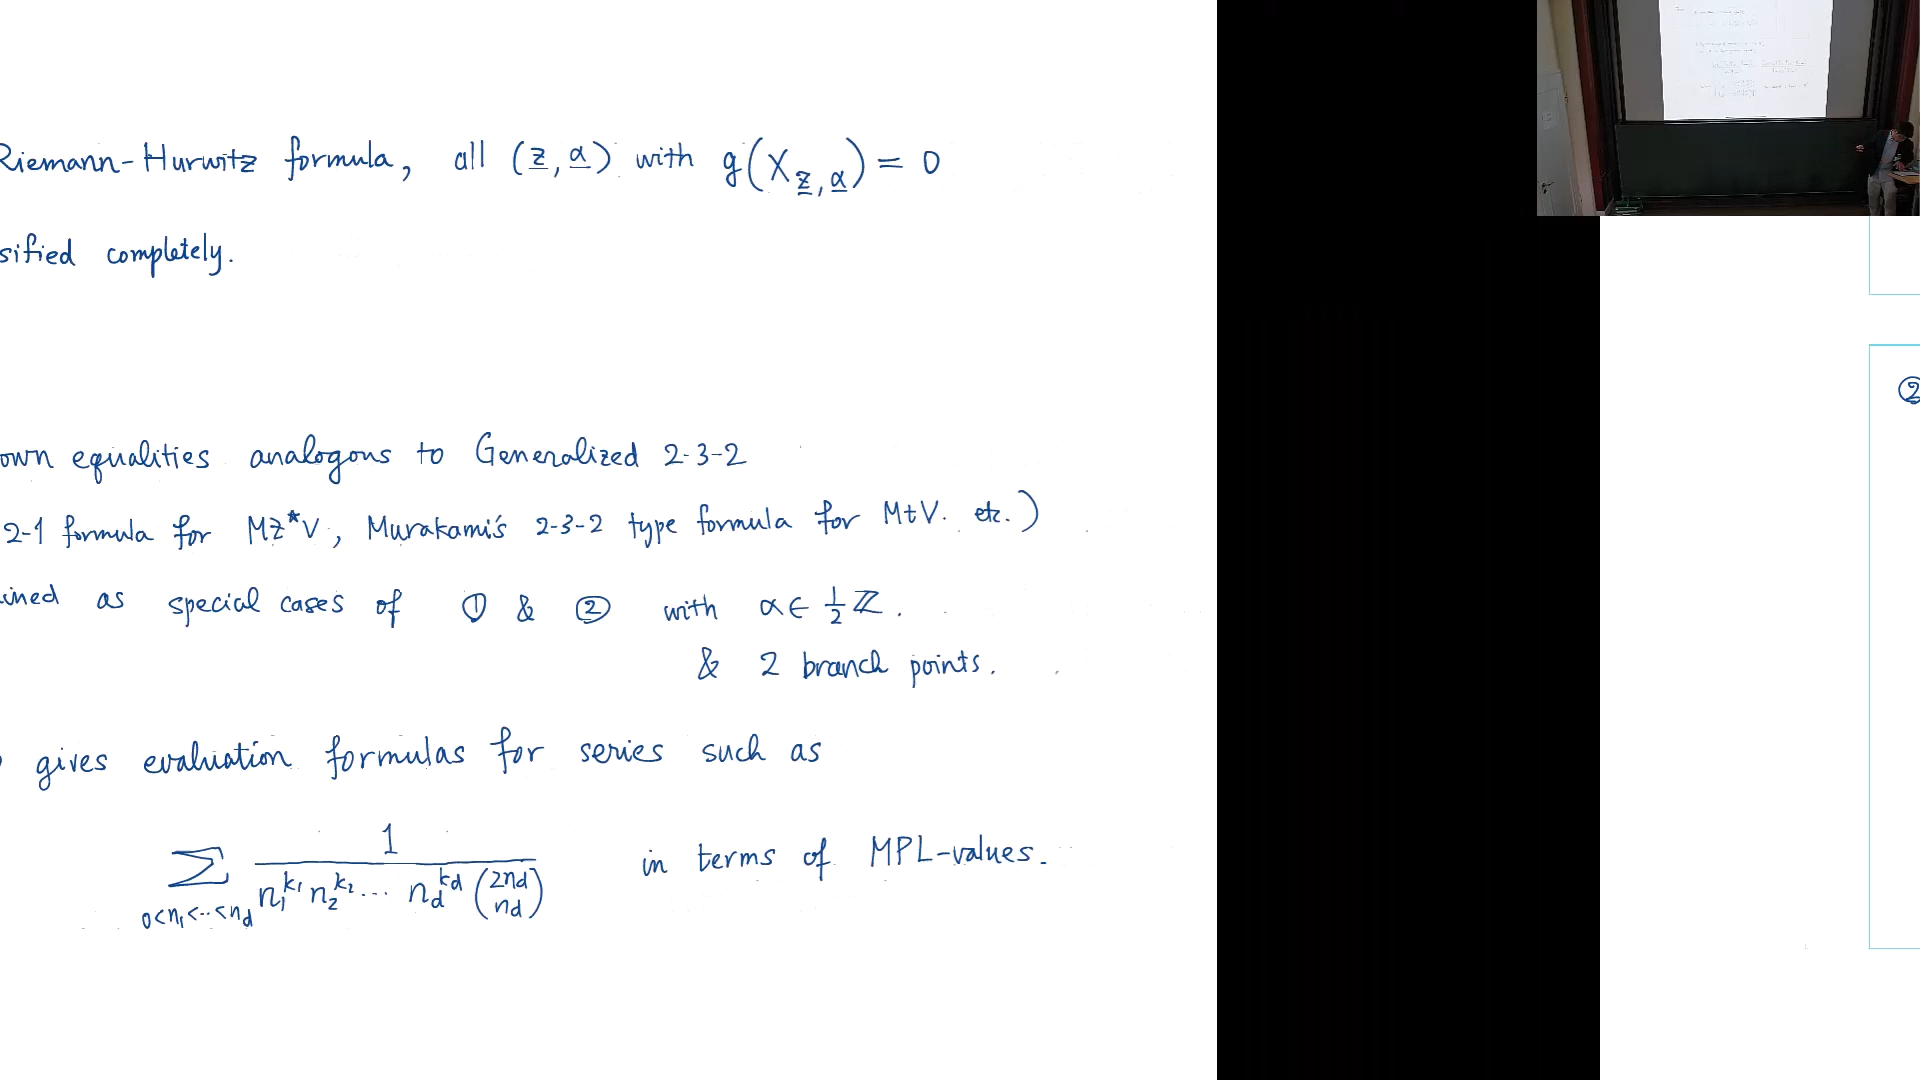 Riemann-Hurwitz formula, all (z, α) with g(X_{z,α}) = 0
sified completely.
own equalities analogons to Generalized 2-3-2
2-1 formula for MZ*V, Murakami's 2-3-2 type formula for MtV. etc.)
ined as special cases of ① & ② with α ∈ 1/2 ℤ.
& 2 branch points.
gives evaluation formulas for series such as
∑_{0<n_1<...<n_d} 1 / (n_1^{k_1} n_2^{k_2} ... n_d^{k_d} (2n_d choose n_d)) in terms of MPL-values.
②